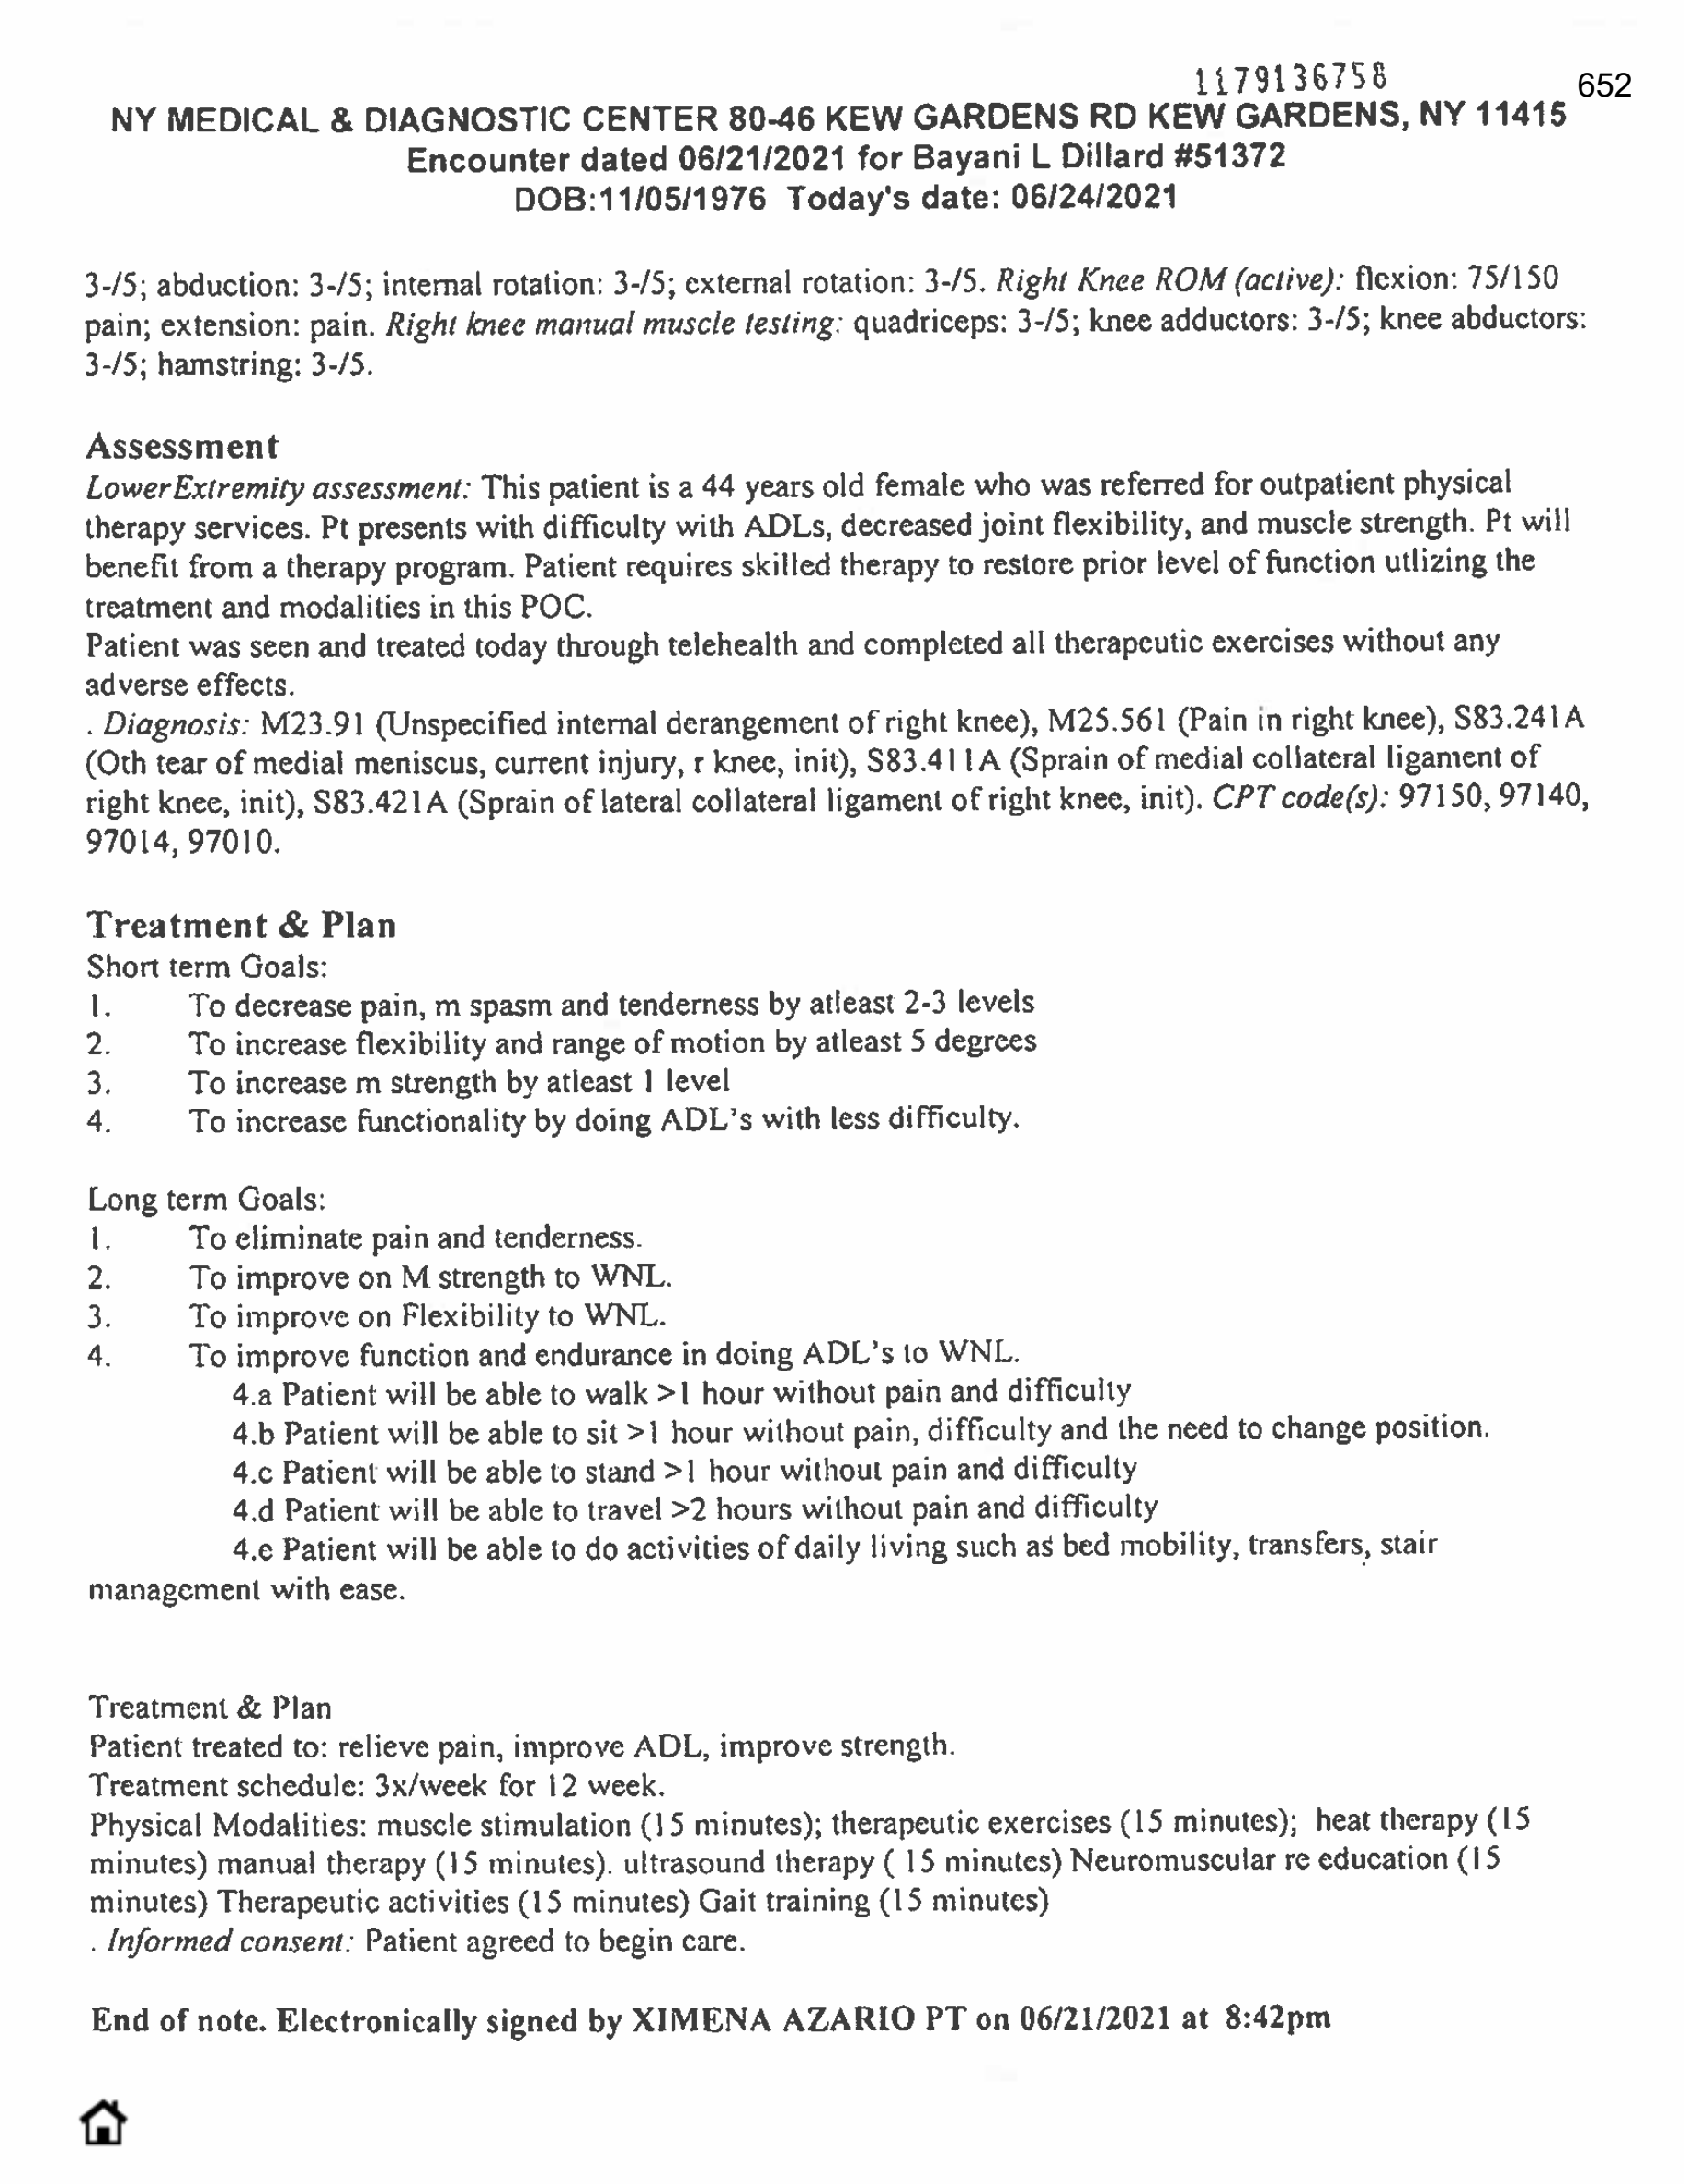 1179136758
652
NY MEDICAL & DIAGNOSTIC CENTER 80-46 KEW GARDENS RD KEW GARDENS, NY 11415
Encounter dated 06/21/2021 for Bayani L Dillard #51372
DOB:11/05/1976 Today's date: 06/24/2021
3-/5; abduction: 3-/5; internal rotation: 3-/5; external rotation: 3-/5. Right Knee ROM (active): flexion: 75/150
pain; extension: pain. Right knee manual muscle testing: quadriceps: 3-/5; knee adductors: 3-/5; knee abductors:
3-/5; hamstring: 3-/5.
Assessment
LowerExtremity assessment: This patient is a 44 years old female who was referred for outpatient physical
therapy services. Pt presents with difficulty with ADLs, decreased joint flexibility, and muscle strength. Pt will
benefit from a therapy program. Patient requires skilled therapy to restore prior level of function utlizing the
treatment and modalities in this POC.
Patient was seen and treated today through telehealth and completed all therapeutic exercises without any
adverse effects.
. Diagnosis: M23.91 (Unspecified internal derangement of right knee), M25.561 (Pain in right knee), S83.241A
(Oth tear of medial meniscus, current injury, r knee, init), S83.411A (Sprain of medial collateral ligament of
right knee, init), S83.421A (Sprain of lateral collateral ligament of right knee, init). CPT code(s): 97150, 97140,
97014, 97010.
Treatment & Plan
Short term Goals:
1. To decrease pain, m spasm and tenderness by atleast 2-3 levels
2. To increase flexibility and range of motion by atleast 5 degrees
3. To increase m strength by atleast 1 level
4. To increase functionality by doing ADL's with less difficulty.
Long term Goals:
1. To eliminate pain and tenderness.
2. To improve on M strength to WNL.
3. To improve on Flexibility to WNL.
4. To improve function and endurance in doing ADL's to WNL.
4.a Patient will be able to walk >1 hour without pain and difficulty
4.b Patient will be able to sit >1 hour without pain, difficulty and the need to change position.
4.c Patient will be able to stand >1 hour without pain and difficulty
4.d Patient will be able to travel >2 hours without pain and difficulty
4.e Patient will be able to do activities of daily living such as bed mobility, transfers, stair
management with ease.
Treatment & Plan
Patient treated to: relieve pain, improve ADL, improve strength.
Treatment schedule: 3x/week for 12 week.
Physical Modalities: muscle stimulation (15 minutes); therapeutic exercises (15 minutes); heat therapy (15
minutes) manual therapy (15 minutes). ultrasound therapy ( 15 minutes) Neuromuscular re education (15
minutes) Therapeutic activities (15 minutes) Gait training (15 minutes)
. Informed consent: Patient agreed to begin care.
End of note. Electronically signed by XIMENA AZARIO PT on 06/21/2021 at 8:42pm